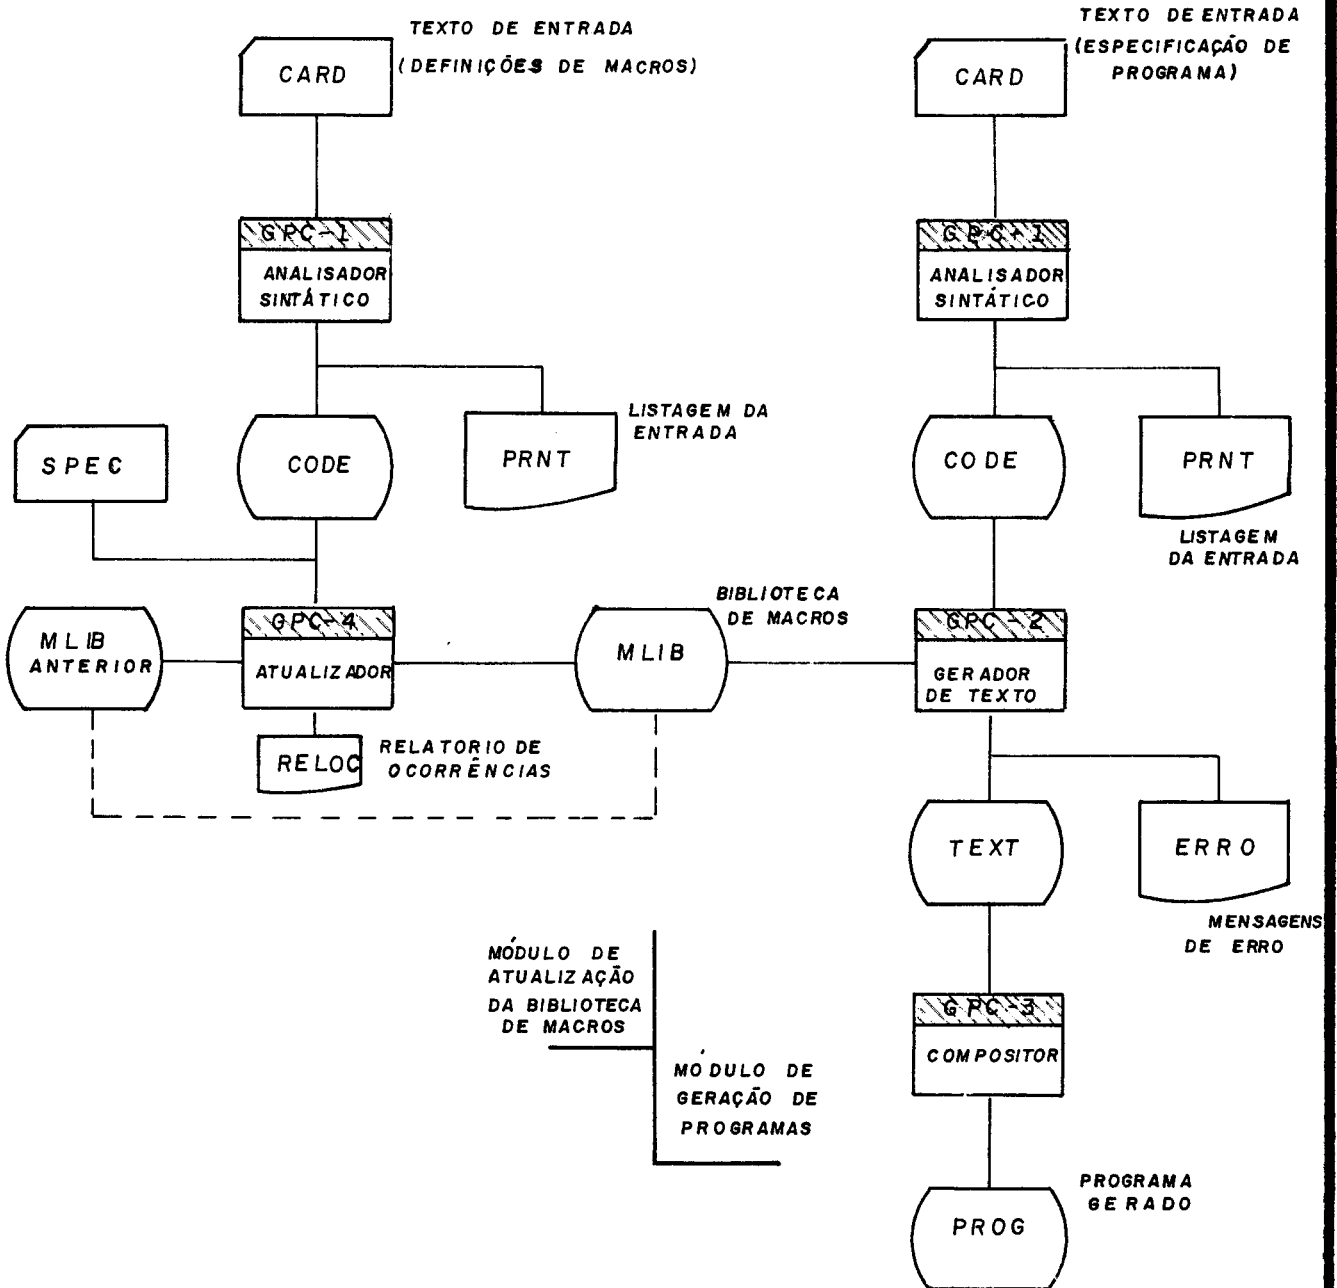 TEXTO DE ENTRADA
(DEFINIÇÕES DE MACROS)
CARD
GPC-1
ANALISADOR
SINTÁTICO
CODE
PRNT
LISTAGEM DA
ENTRADA
SPEC
MLIB
ANTERIOR
GPC-4
ATUALIZADOR
RELOC
RELATORIO DE
OCORRÊNCIAS
MLIB
BIBLIOTECA
DE MACROS
TEXTO DE ENTRADA
(ESPECIFICAÇÃO DE
PROGRAMA)
CARD
GPC-1
ANALISADOR
SINTÁTICO
CODE
PRNT
LISTAGEM
DA ENTRADA
GPC-2
GERADOR
DE TEXTO
TEXT
ERRO
MENSAGENS
DE ERRO
GPC-3
COMPOSITOR
PROG
PROGRAMA
GERADO
MÓDULO DE
ATUALIZAÇÃO
DA BIBLIOTECA
DE MACROS
MÓDULO DE
GERAÇÃO DE
PROGRAMAS